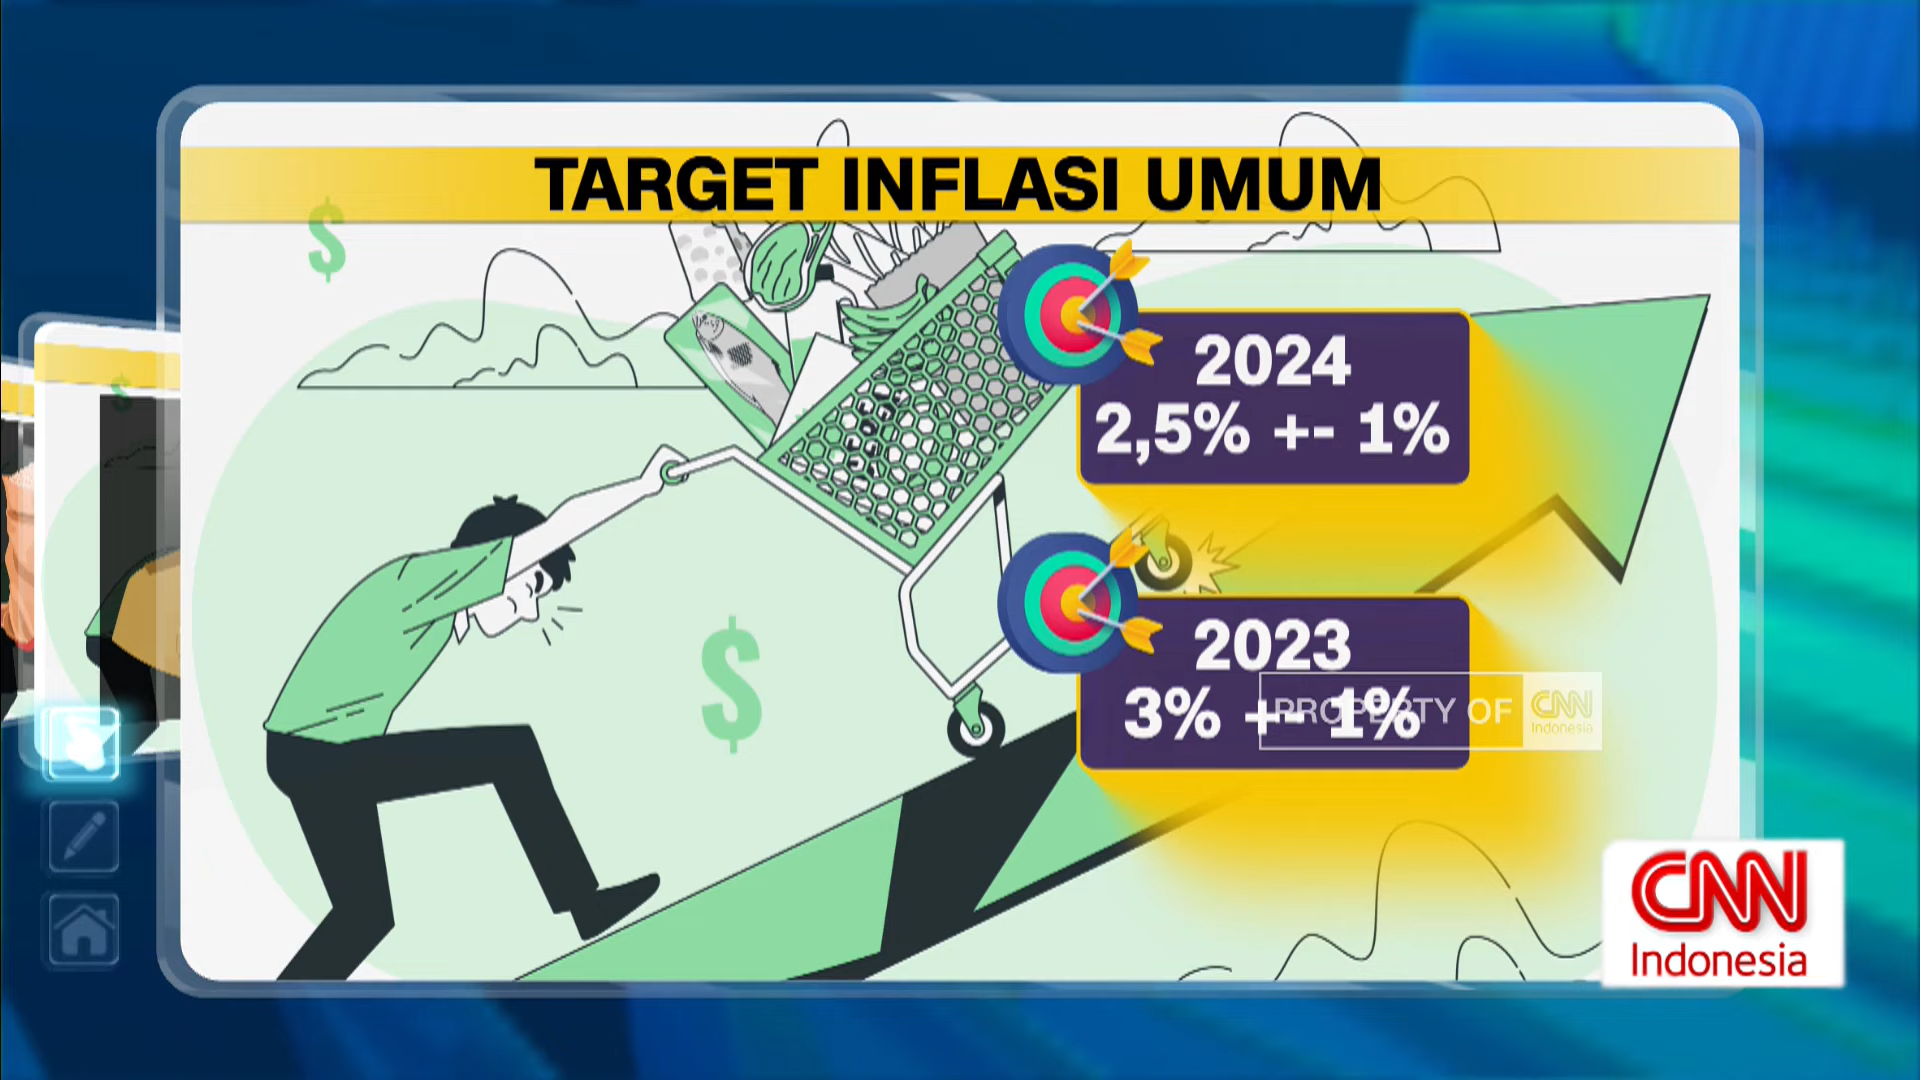 TARGET INFLASI UMUM
2024
2,5% +- 1%
2023
3% +- 1%
PROPERTY OF CNN Indonesia
CNN
Indonesia